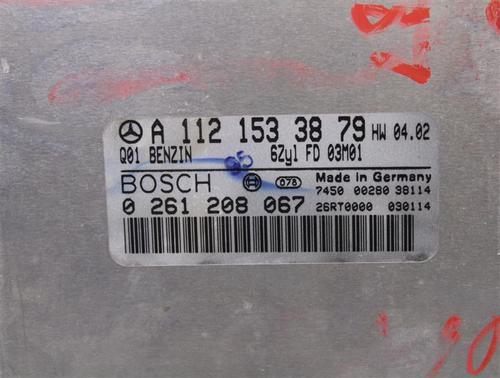 A 112 153 38 79 HW 04.02
Q01 BENZIN 6Zyl FD 03M01
95
BOSCH 078 Made in Germany
7450 00280 38114
0 261 208 067 26RT0000 030114